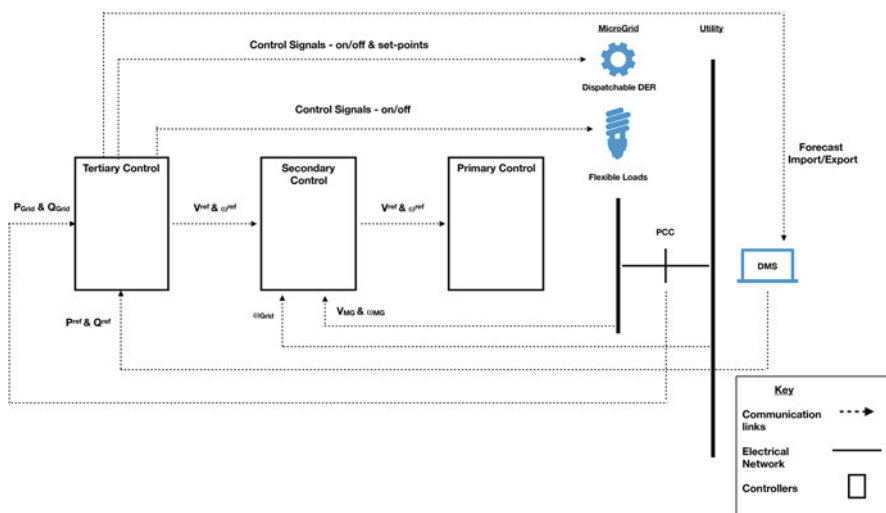 MicroGrid
Utility
Control Signals - on/off & set-points
Dispatchable DER
Control Signals - on/off
Forecast
Import/Export
Tertiary Control
Secondary
Control
Primary Control
Flexible Loads
PGrid & QGrid
Vref & ωref
Vref & ωref
PCC
DMS
Pref & Qref
ωGrid
VMG & ωMG
Key
Communication
links
Electrical
Network
Controllers